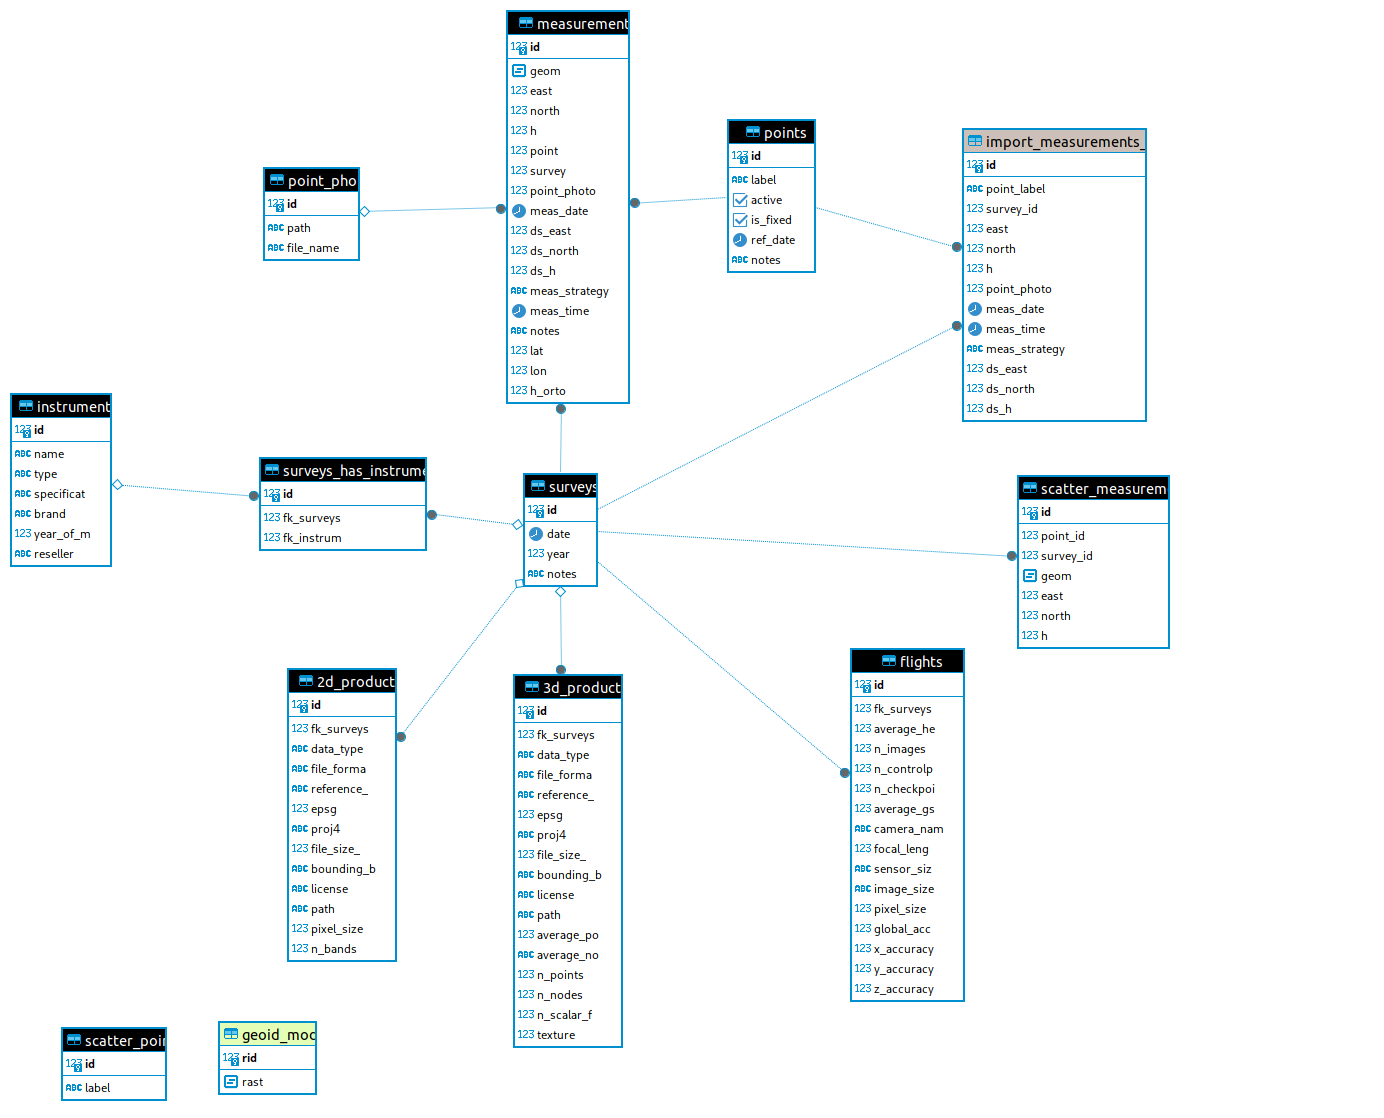 measurement
123 id
geom
123 east
123 north
123 h
123 point
123 survey
123 point_photo
meas_date
123 ds_east
123 ds_north
123 ds_h
ABC meas_strategy
meas_time
ABC notes
123 lat
123 lon
123 h_orto
points
123 id
ABC label
active
is_fixed
ref_date
ABC notes
import_measurements_
123 id
ABC point_label
123 survey_id
123 east
123 north
123 h
123 point_photo
meas_date
meas_time
ABC meas_strategy
123 ds_east
123 ds_north
123 ds_h
point_pho
123 id
ABC path
ABC file_name
instrument
123 id
ABC name
ABC type
ABC specificat
ABC brand
123 year_of_m
ABC reseller
surveys_has_instrume
123 id
123 fk_surveys
123 fk_instrum
surveys
123 id
date
123 year
ABC notes
scatter_measurem
123 id
123 point_id
123 survey_id
geom
123 east
123 north
123 h
2d_product
123 id
123 fk_surveys
ABC data_type
ABC file_forma
ABC reference_
123 epsg
ABC proj4
123 file_size_
ABC bounding_b
ABC license
ABC path
123 pixel_size
123 n_bands
3d_product
123 id
123 fk_surveys
ABC data_type
ABC file_forma
ABC reference_
123 epsg
ABC proj4
123 file_size_
ABC bounding_b
ABC license
ABC path
123 average_po
ABC average_no
123 n_points
123 n_nodes
123 n_scalar_f
123 texture
flights
123 id
123 fk_surveys
123 average_he
123 n_images
123 n_controlp
123 n_checkpoi
123 average_gs
ABC camera_nam
123 focal_leng
ABC sensor_siz
ABC image_size
123 pixel_size
123 global_acc
123 x_accuracy
123 y_accuracy
123 z_accuracy
scatter_poin
123 id
ABC label
geoid_mod
123 rid
rast